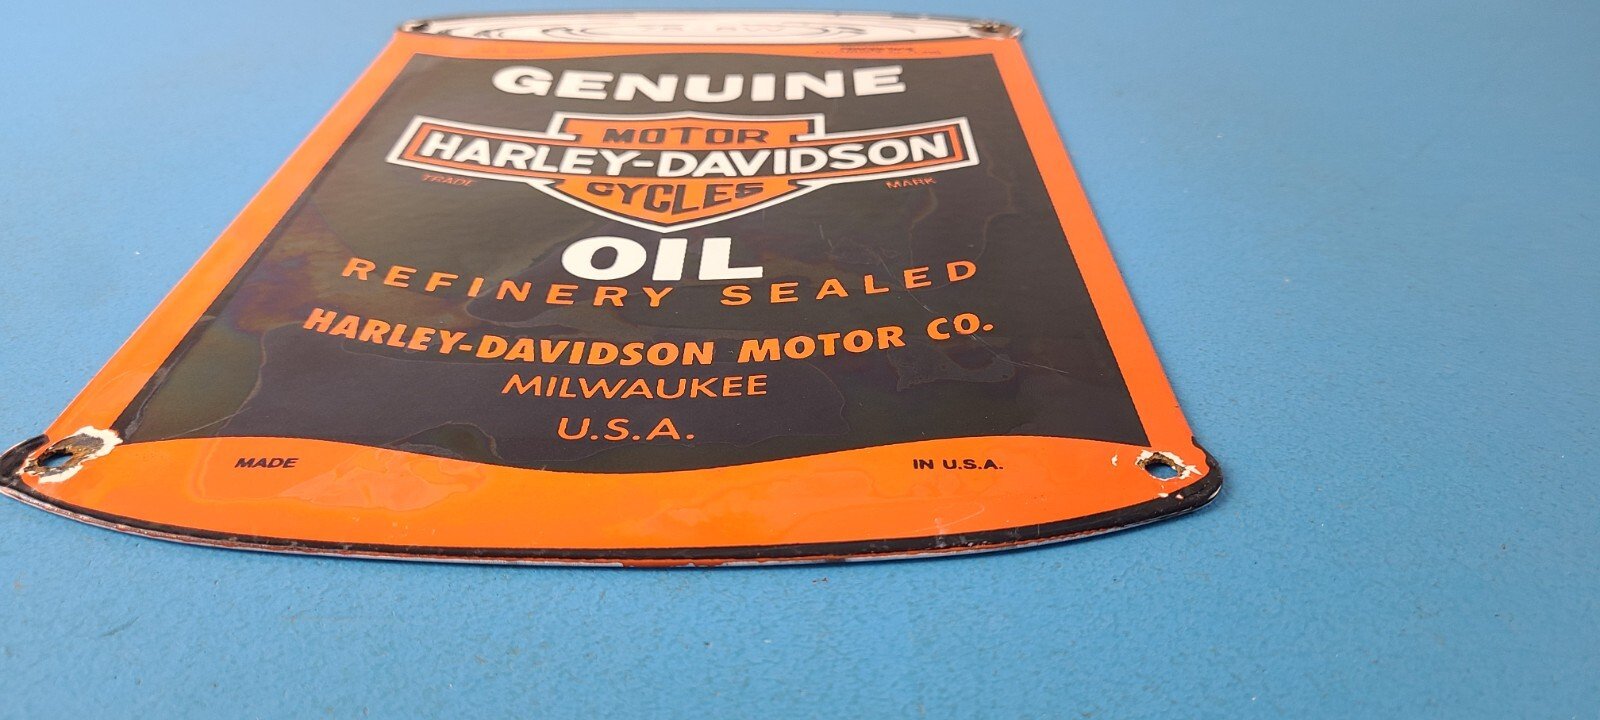 GENUINE
MOTOR
HARLEY-DAVIDSON
TRADE MARK
CYCLES
OIL
REFINERY SEALED
HARLEY-DAVIDSON MOTOR CO.
MILWAUKEE
U.S.A.
MADE IN U.S.A.